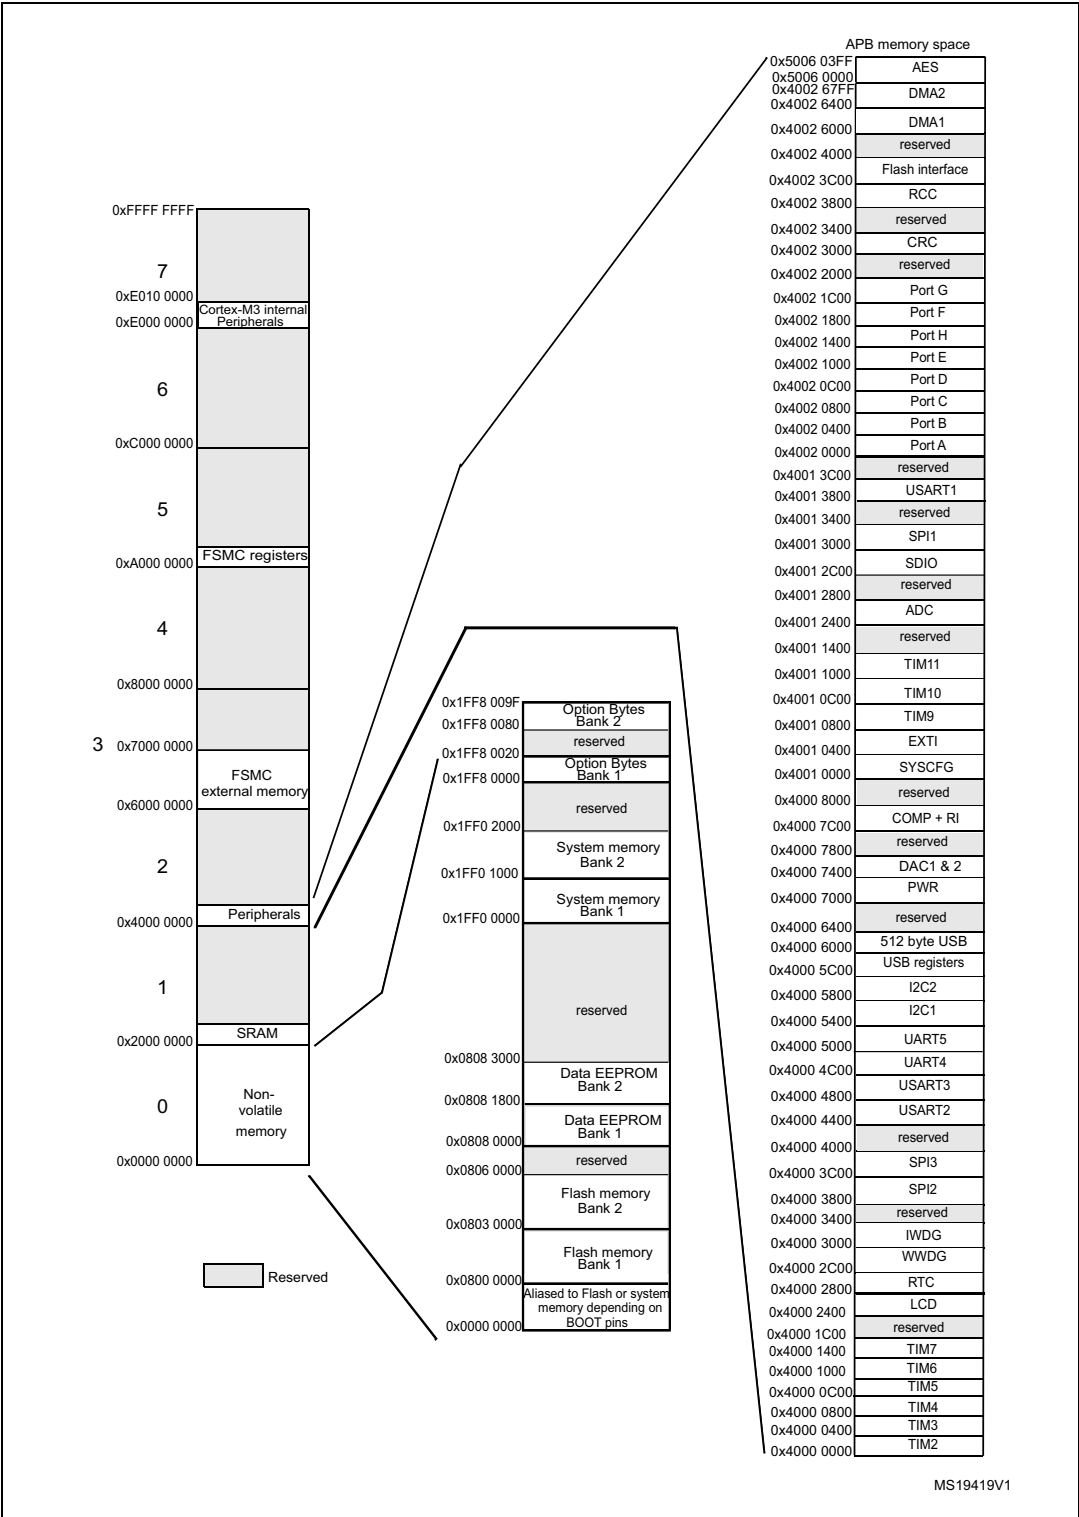 APB memory space
0xFFFF FFFF
7
0xE010 0000
Cortex-M3 internal
Peripherals
0xE000 0000
6
0xC000 0000
5
FSMC registers
0xA000 0000
4
0x8000 0000
3
0x7000 0000
FSMC
external memory
0x6000 0000
2
Peripherals
0x4000 0000
1
SRAM
0x2000 0000
0
Non-
volatile
memory
0x0000 0000
Reserved
0x1FF8 009F
Option Bytes
Bank 2
0x1FF8 0080
reserved
0x1FF8 0020
Option Bytes
Bank 1
0x1FF8 0000
reserved
0x1FF0 2000
System memory
Bank 2
0x1FF0 1000
System memory
Bank 1
0x1FF0 0000
reserved
0x0808 3000
Data EEPROM
Bank 2
0x0808 1800
Data EEPROM
Bank 1
0x0808 0000
reserved
0x0806 0000
Flash memory
Bank 2
0x0803 0000
Flash memory
Bank 1
0x0800 0000
Aliased to Flash or system
memory depending on
BOOT pins
0x0000 0000
0x5006 03FF
AES
0x5006 0000
0x4002 67FF
DMA2
0x4002 6400
DMA1
0x4002 6000
reserved
0x4002 4000
Flash interface
0x4002 3C00
RCC
0x4002 3800
reserved
0x4002 3400
CRC
0x4002 3000
reserved
0x4002 2000
Port G
0x4002 1C00
Port F
0x4002 1800
Port H
0x4002 1400
Port E
0x4002 1000
Port D
0x4002 0C00
Port C
0x4002 0800
Port B
0x4002 0400
Port A
0x4002 0000
reserved
0x4001 3C00
USART1
0x4001 3800
reserved
0x4001 3400
SPI1
0x4001 3000
SDIO
0x4001 2C00
reserved
0x4001 2800
ADC
0x4001 2400
reserved
0x4001 1400
TIM11
0x4001 1000
TIM10
0x4001 0C00
TIM9
0x4001 0800
EXTI
0x4001 0400
SYSCFG
0x4001 0000
reserved
0x4000 8000
COMP + RI
0x4000 7C00
reserved
0x4000 7800
DAC1 & 2
0x4000 7400
PWR
0x4000 7000
reserved
0x4000 6400
512 byte USB
0x4000 6000
USB registers
0x4000 5C00
I2C2
0x4000 5800
I2C1
0x4000 5400
UART5
0x4000 5000
UART4
0x4000 4C00
USART3
0x4000 4800
USART2
0x4000 4400
reserved
0x4000 4000
SPI3
0x4000 3C00
SPI2
0x4000 3800
reserved
0x4000 3400
IWDG
0x4000 3000
WWDG
0x4000 2C00
RTC
0x4000 2800
LCD
0x4000 2400
reserved
0x4000 1C00
TIM7
0x4000 1400
TIM6
0x4000 1000
TIM5
0x4000 0C00
TIM4
0x4000 0800
TIM3
0x4000 0400
TIM2
0x4000 0000
MS19419V1